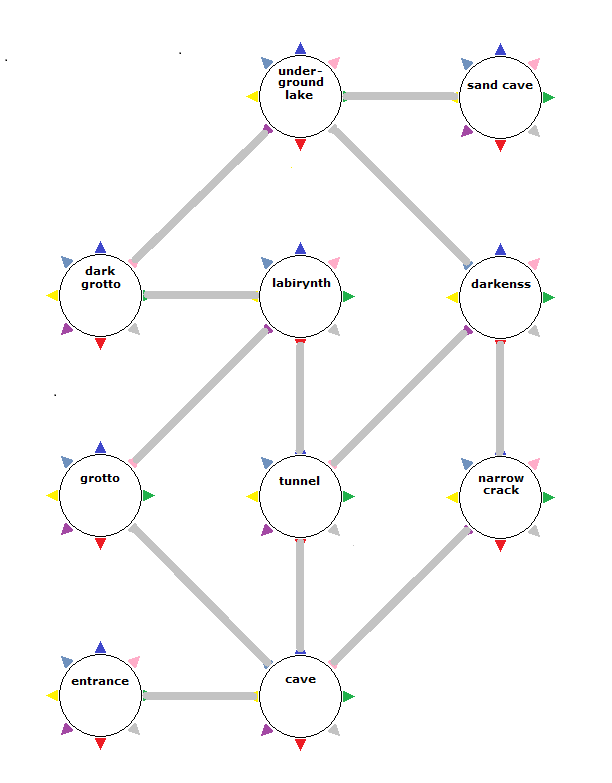 under-
ground
lake
sand cave
dark
grotto
labirynth
darkenss
grotto
tunnel
narrow
crack
entrance
cave